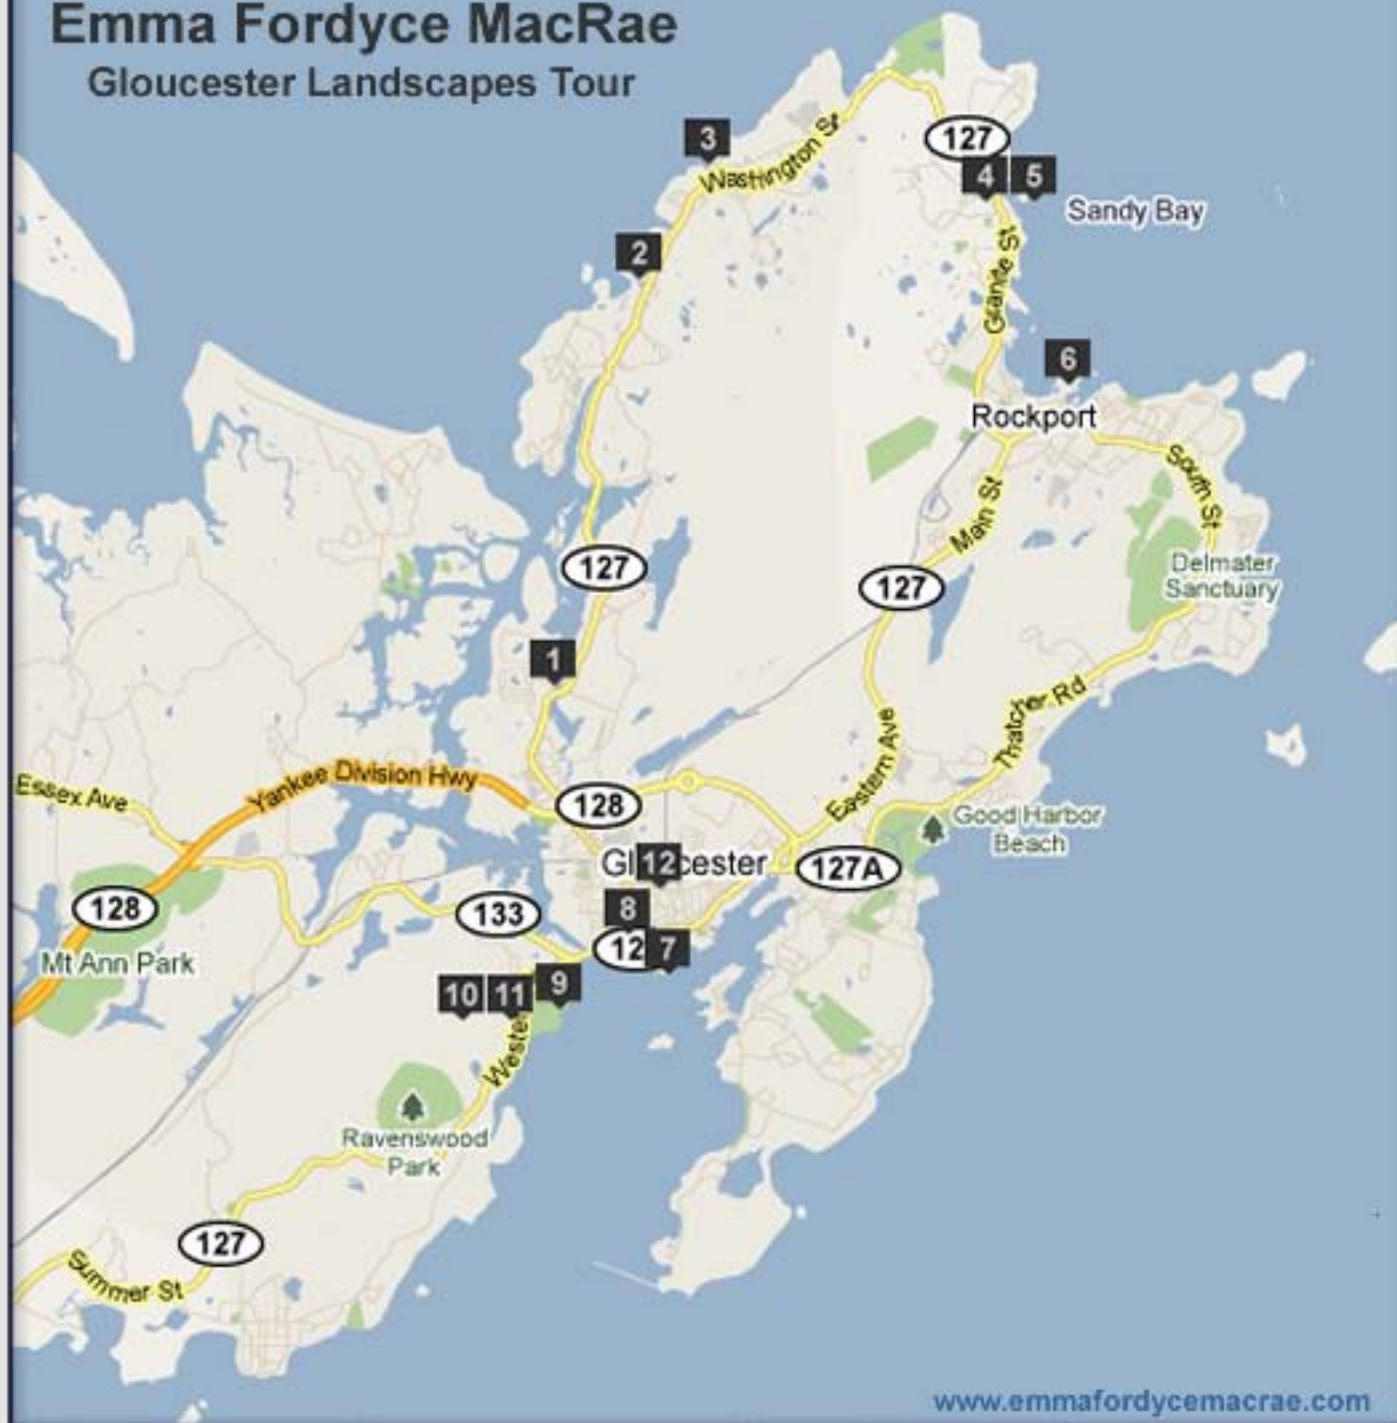 Emma Fordyce MacRae
Gloucester Landscapes Tour
3
Washington St
127
4
5
Sandy Bay
2
Granite St
6
Rockport
South St
Main St
127
127
Delmater
Sanctuary
1
Thatcher Rd
Eastern Ave
Essex Ave
Yankee Division Hwy
128
Good Harbor
Beach
Gl
12
cester
127A
128
133
8
12
7
Mt Ann Park
10
11
9
Weste
Ravenswood
Park
127
Summer St
www.emmafordycemacrae.com